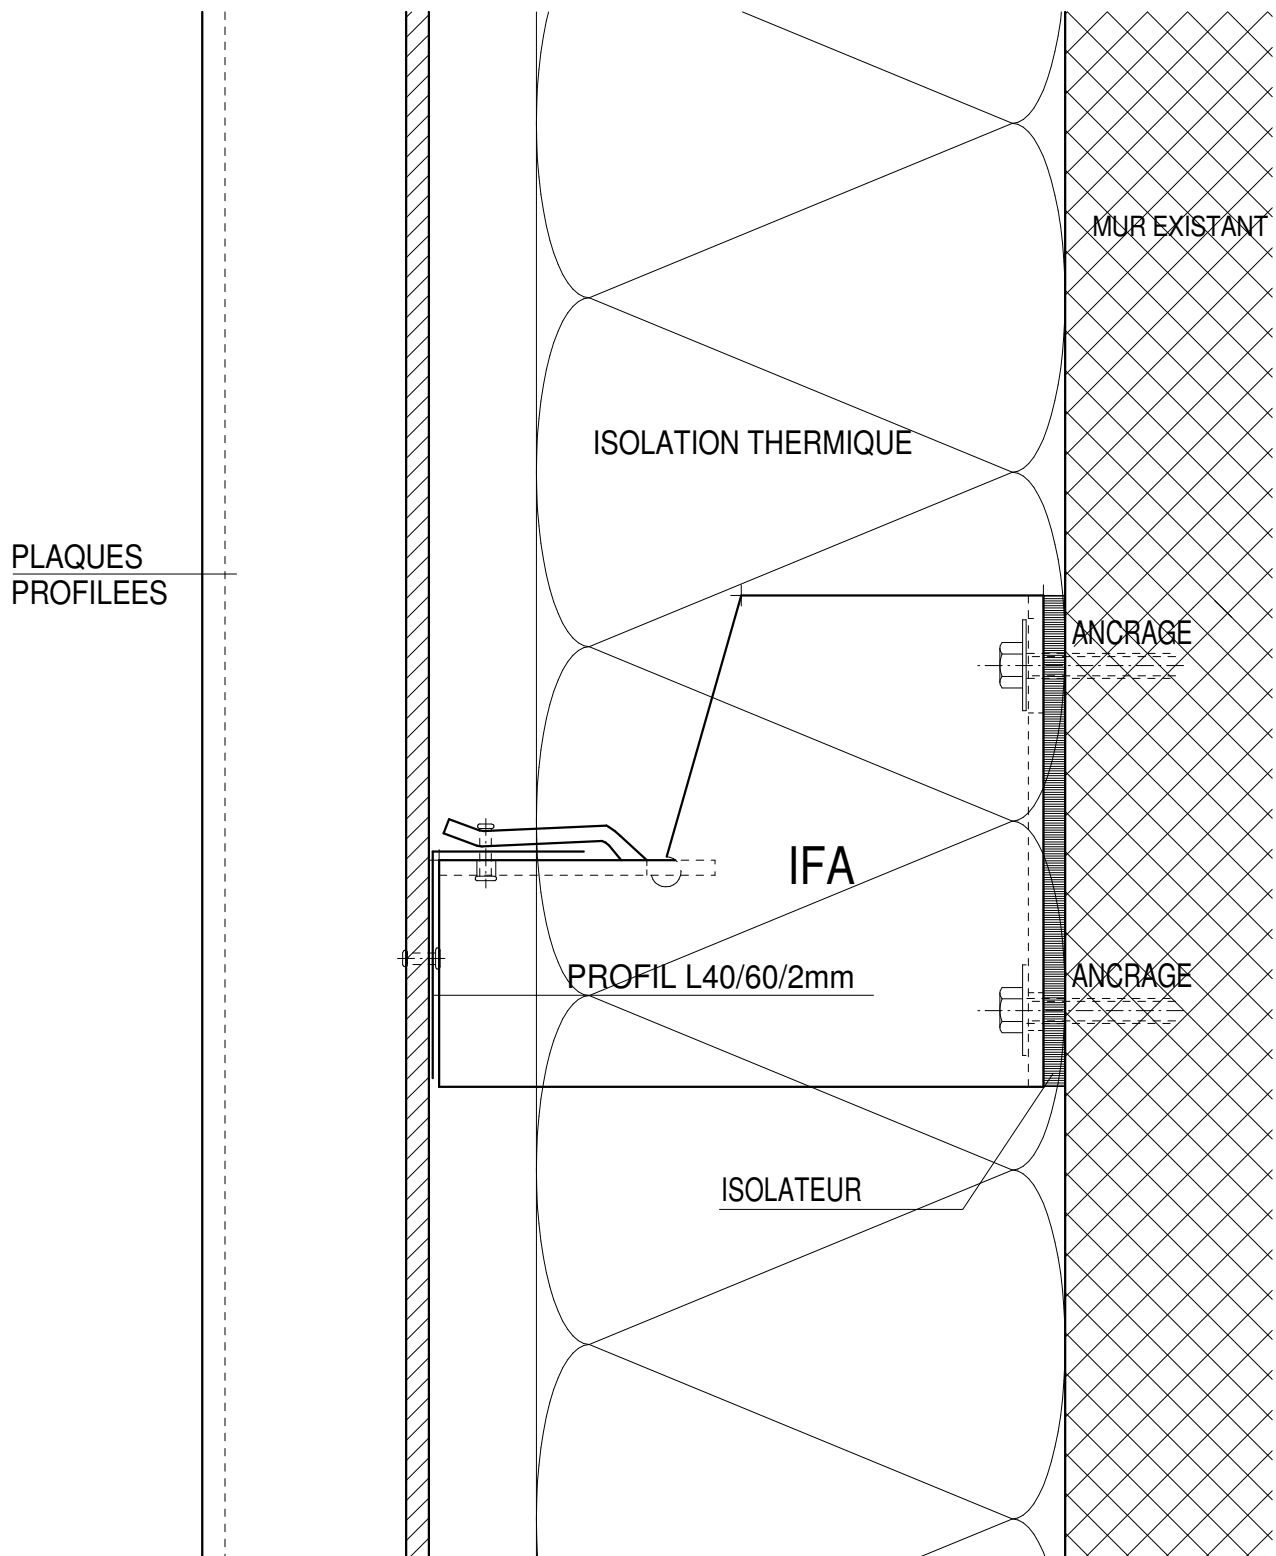 MUR EXISTANT
ISOLATION THERMIQUE
PLAQUES
PROFILEES
ANCRAGE
IFA
PROFIL L40/60/2mm
ANCRAGE
ISOLATEUR